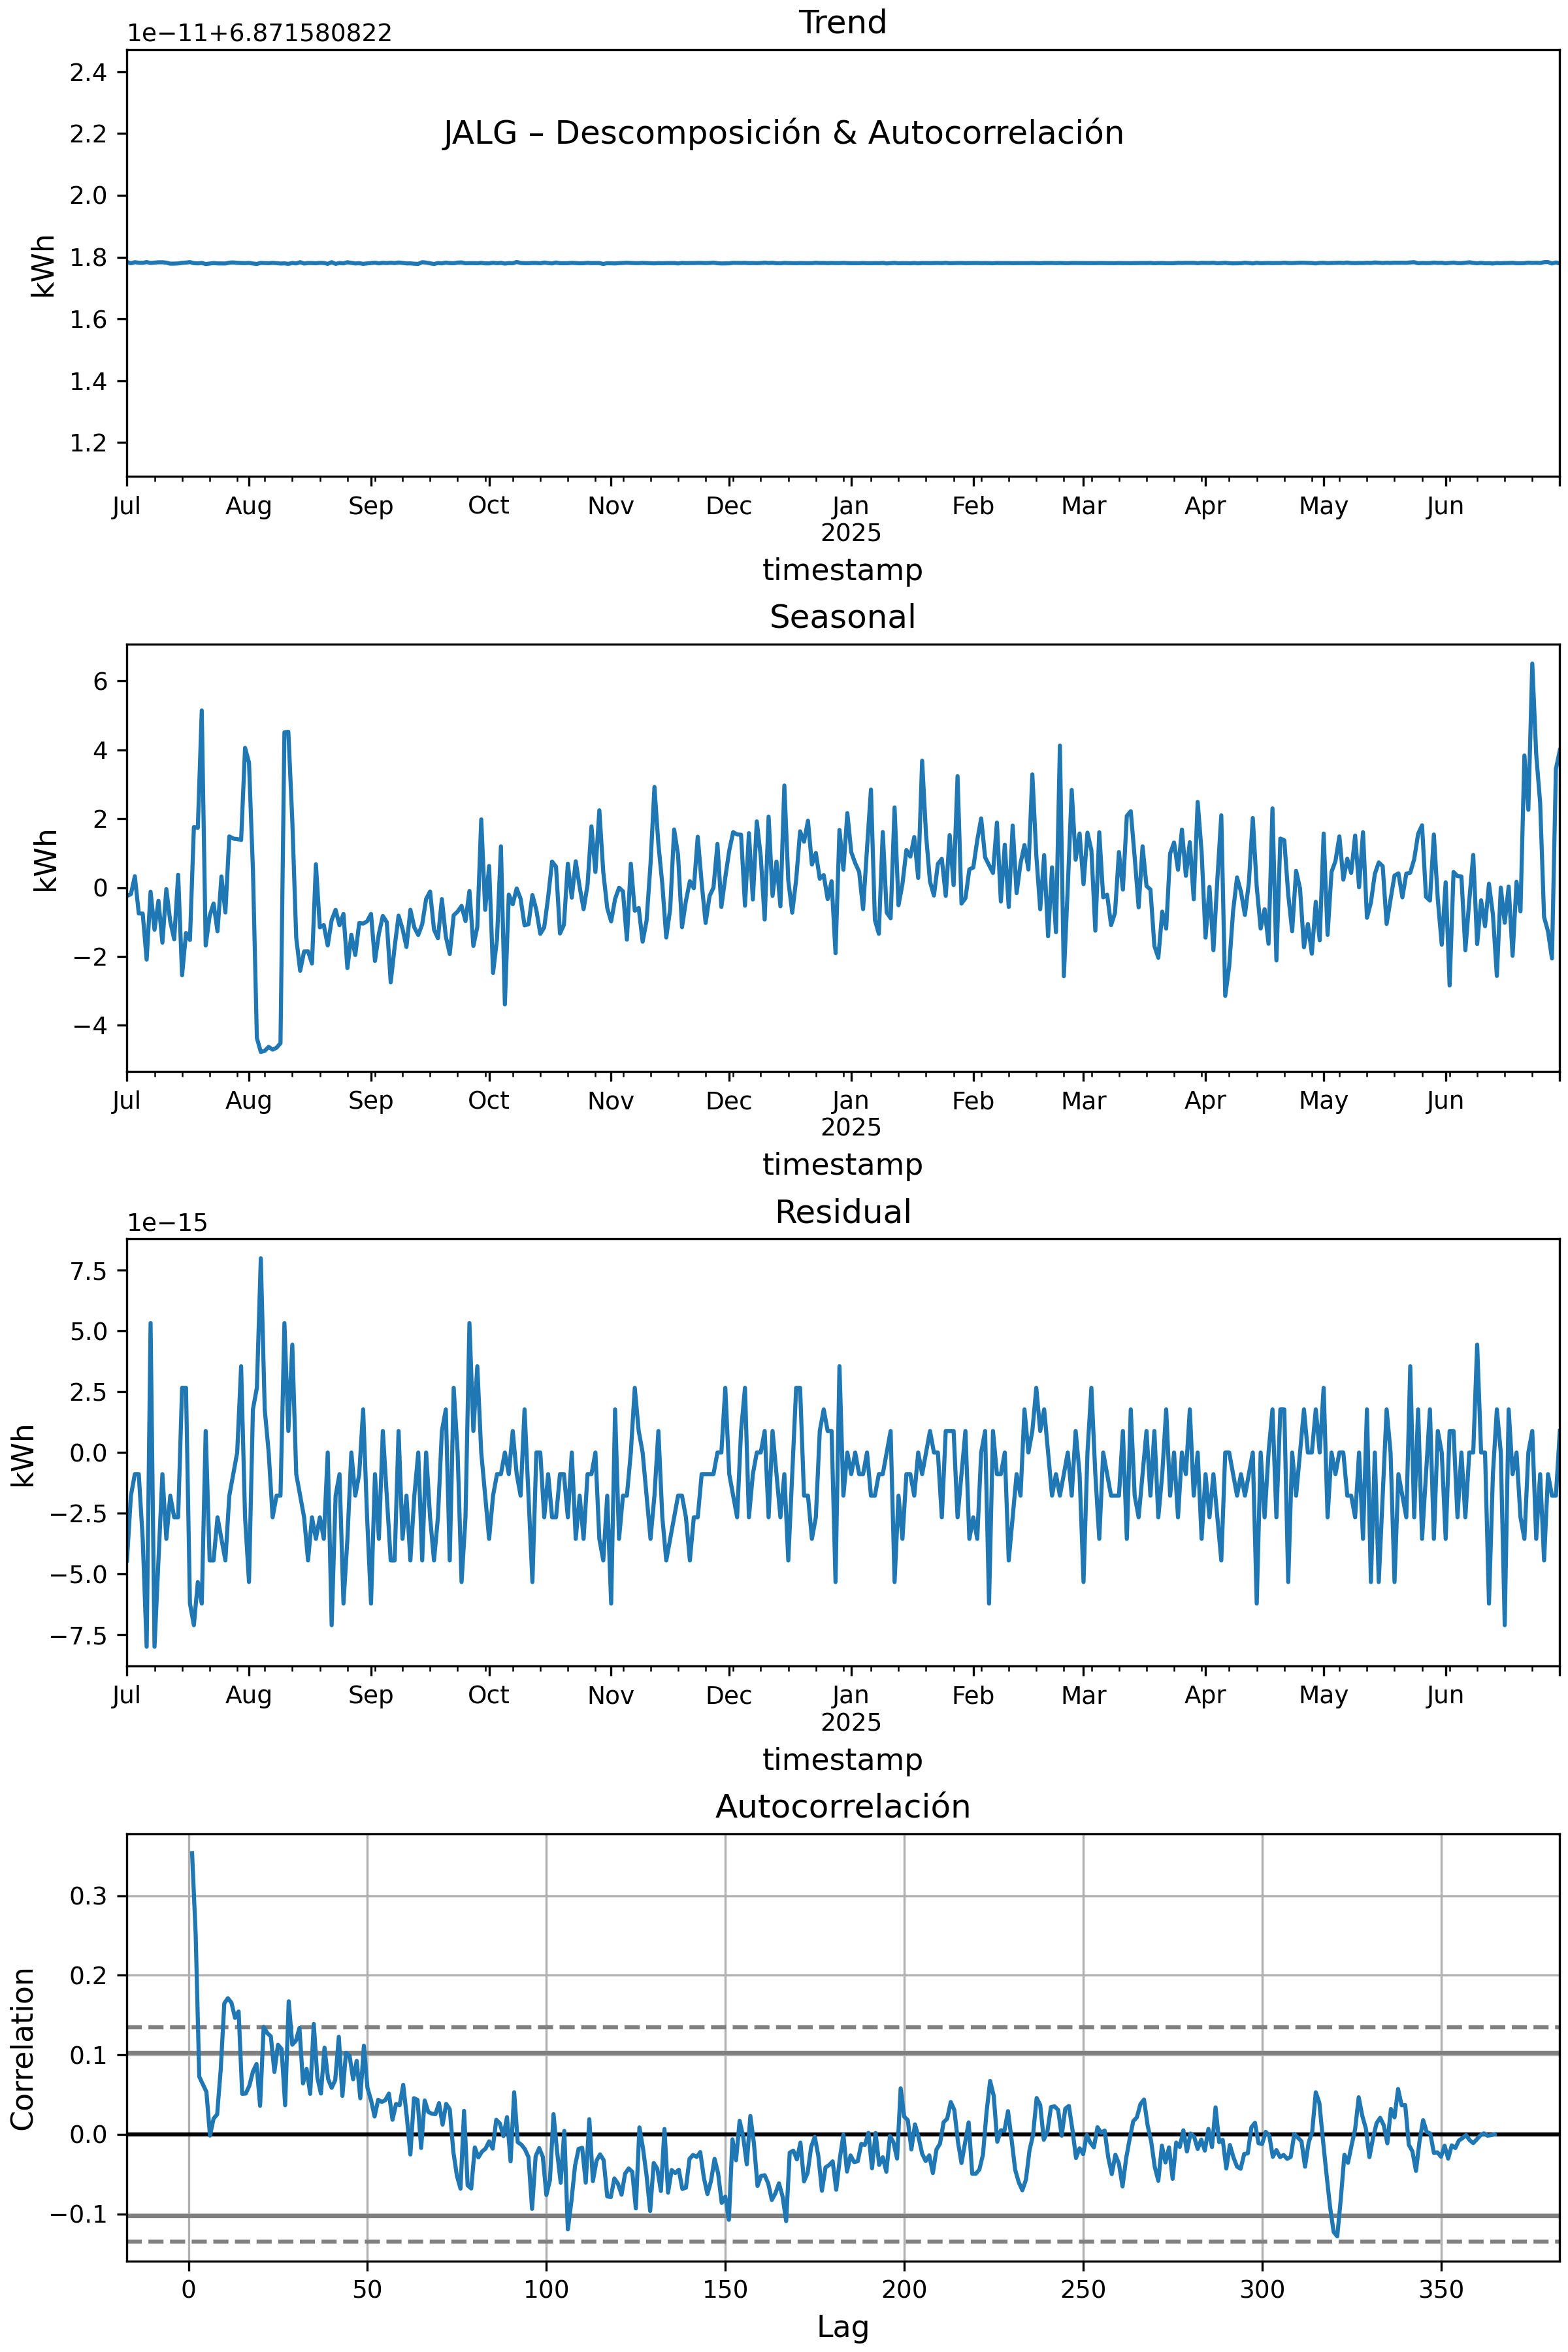 Trend
1e−11+6.871580822
JALG – Descomposición & Autocorrelación
kWh
2.4
2.2
2.0
1.8
1.6
1.4
1.2
Jul Aug Sep Oct Nov Dec Jan Feb Mar Apr May Jun
2025
timestamp
Seasonal
kWh
6
4
2
0
−2
−4
Jul Aug Sep Oct Nov Dec Jan Feb Mar Apr May Jun
2025
timestamp
Residual
1e−15
kWh
7.5
5.0
2.5
0.0
−2.5
−5.0
−7.5
Jul Aug Sep Oct Nov Dec Jan Feb Mar Apr May Jun
2025
timestamp
Autocorrelación
Correlation
0.3
0.2
0.1
0.0
−0.1
0 50 100 150 200 250 300 350
Lag